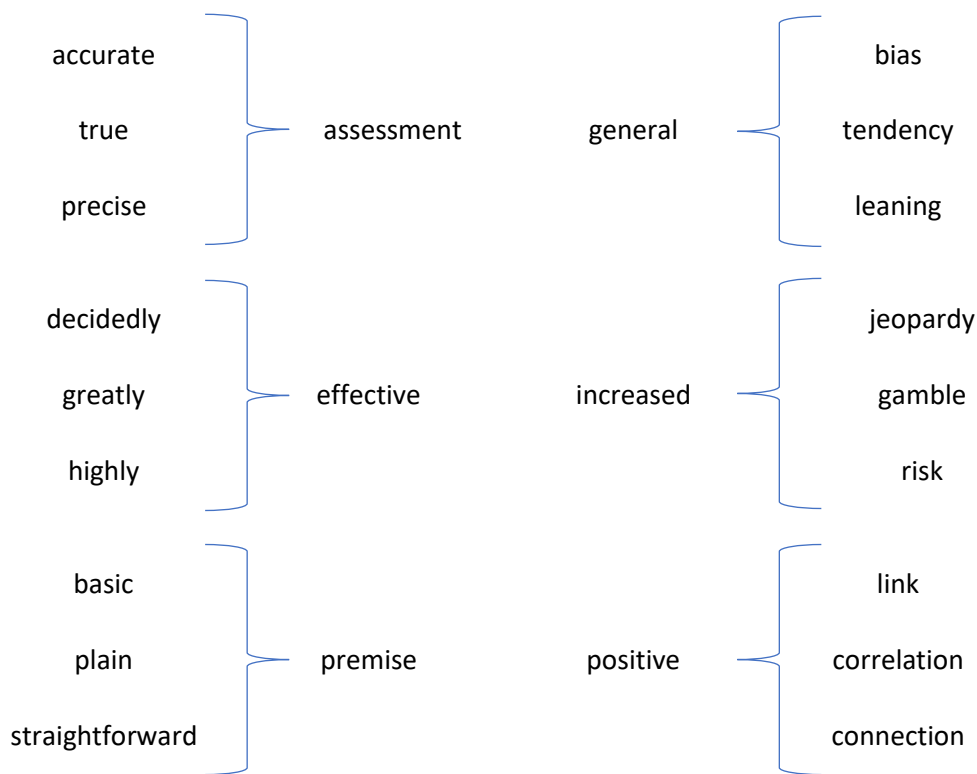 accurate
true
precise
assessment
general
bias
tendency
leaning
decidedly
greatly
highly
effective
increased
jeopardy
gamble
risk
basic
plain
straightforward
premise
positive
link
correlation
connection